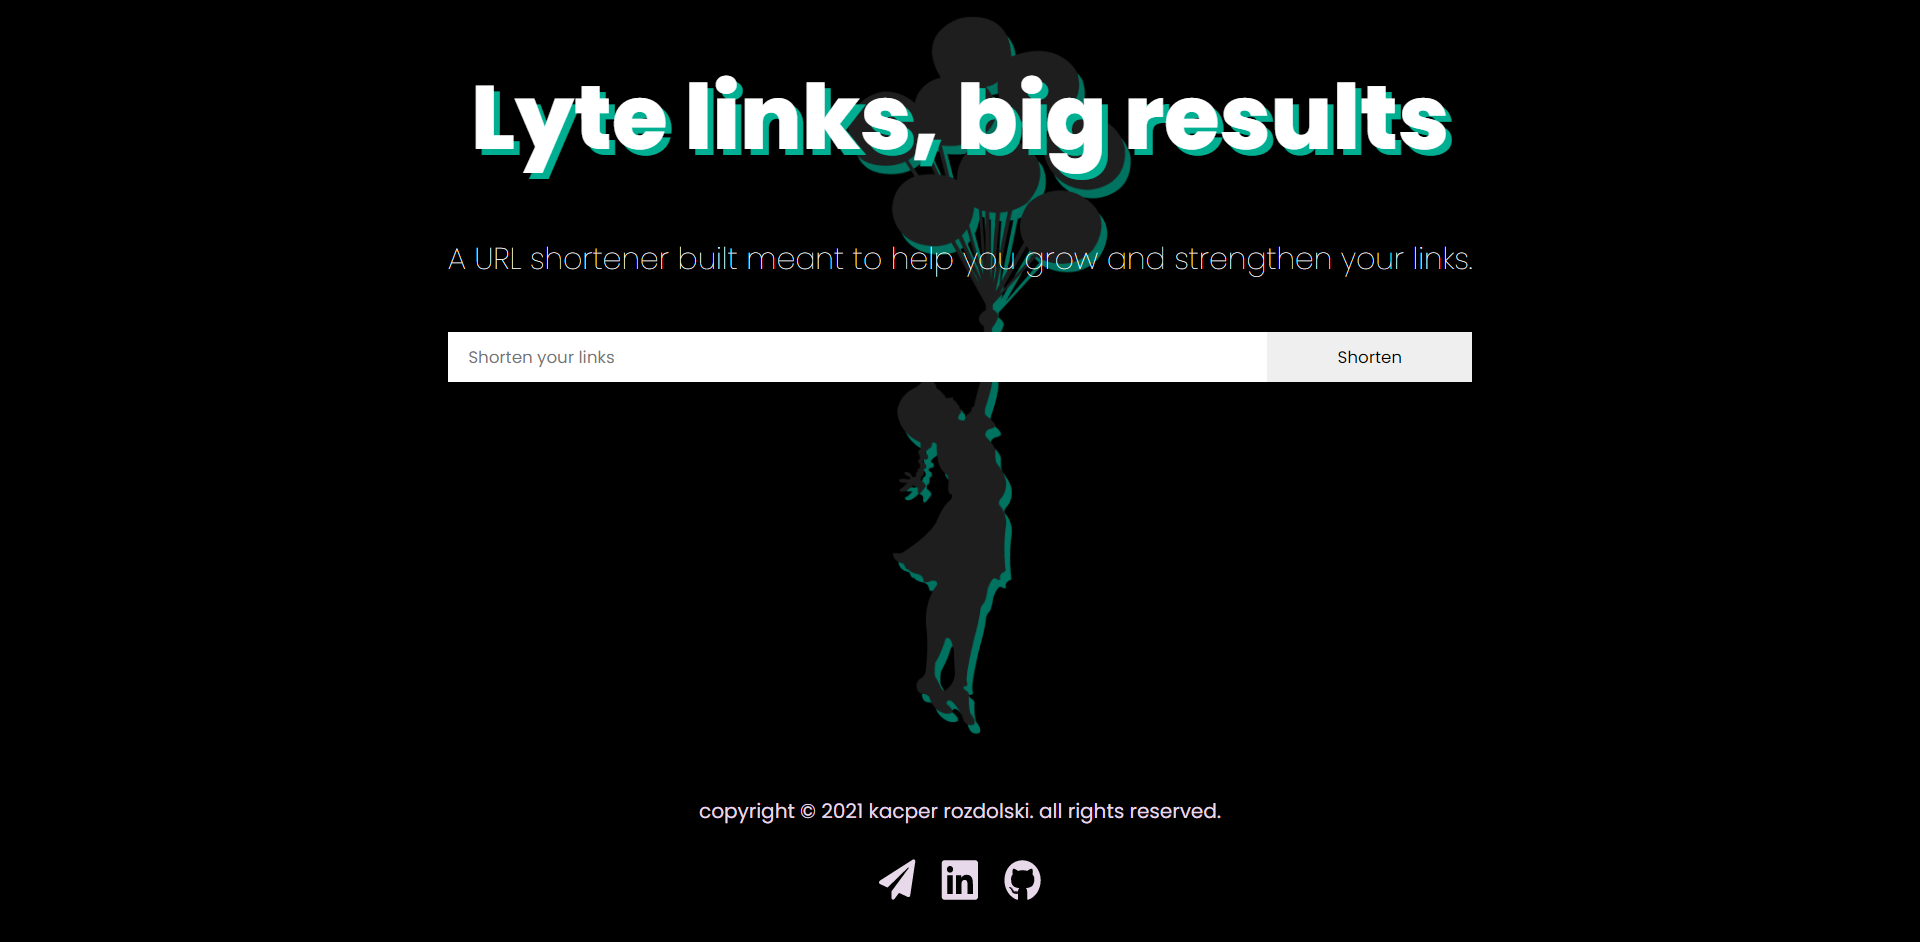 Lyte links, big results
A URL shortener built meant to help you grow and strengthen your links.
Shorten your links
Shorten
copyright © 2021 kacper rozdolski. all rights reserved.
in